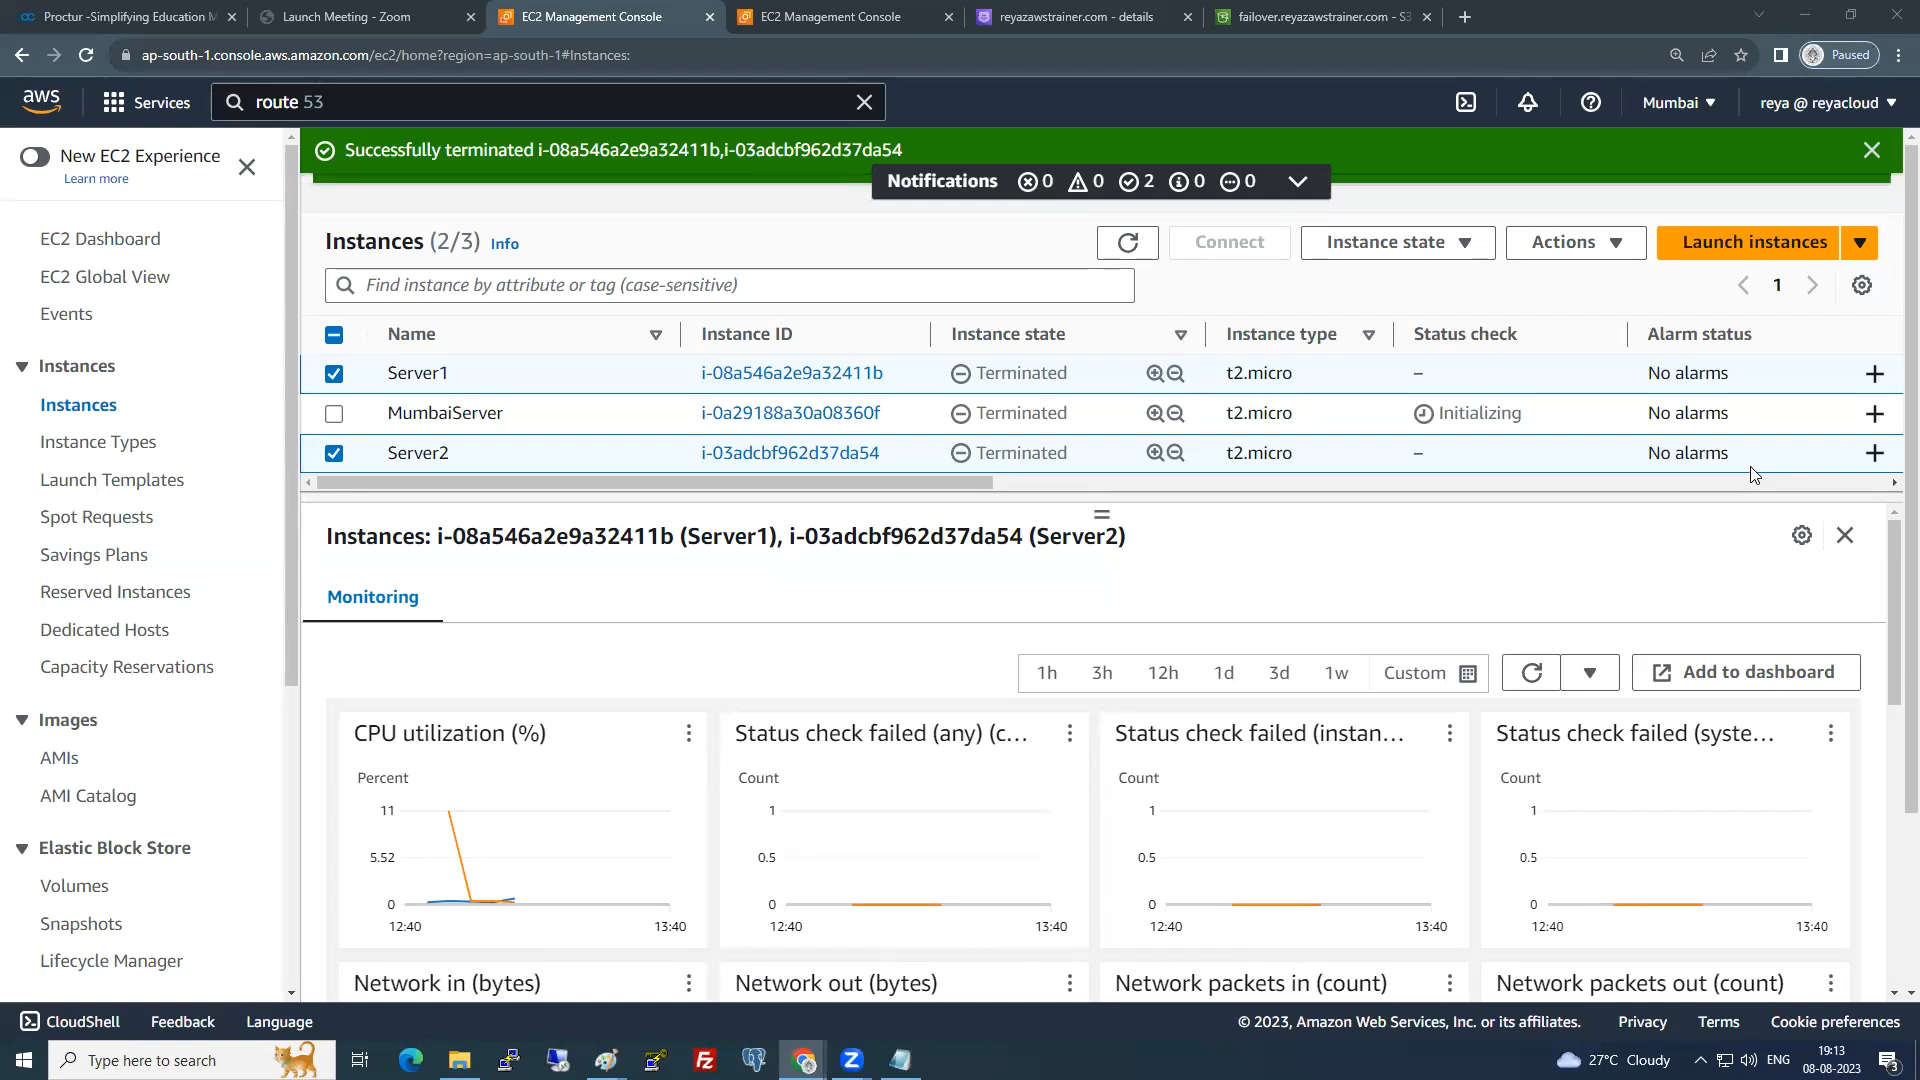 Proctur -Simplifying Education M
Launch Meeting - Zoom
EC2 Management Console
EC2 Management Console
reyazawstrainer.com - details
failover.reyazawstrainer.com - S3
ap-south-1.console.aws.amazon.com/ec2/home?region=ap-south-1#Instances:
Paused
aws
Services
route 53
Mumbai
reya @ reyacloud
New EC2 Experience
Learn more
EC2 Dashboard
EC2 Global View
Events
Instances
Instances
Instance Types
Launch Templates
Spot Requests
Savings Plans
Reserved Instances
Dedicated Hosts
Capacity Reservations
Images
AMIs
AMI Catalog
Elastic Block Store
Volumes
Snapshots
Lifecycle Manager
Successfully terminated i-08a546a2e9a32411b,i-03adcbf962d37da54
Notifications 0 0 2 0 0
Instances (2/3) Info
Connect
Instance state
Actions
Launch instances
Find instance by attribute or tag (case-sensitive)
1
Name Instance ID Instance state Instance type Status check Alarm status
Server1 i-08a546a2e9a32411b Terminated t2.micro – No alarms
MumbaiServer i-0a29188a30a08360f Terminated t2.micro Initializing No alarms
Server2 i-03adcbf962d37da54 Terminated t2.micro – No alarms
Instances: i-08a546a2e9a32411b (Server1), i-03adcbf962d37da54 (Server2)
Monitoring
1h 3h 12h 1d 3d 1w Custom
Add to dashboard
CPU utilization (%)
Percent
11
5.52
0
12:40 13:40
Status check failed (any) (c...
Count
1
0.5
0
12:40 13:40
Status check failed (instan...
Count
1
0.5
0
12:40 13:40
Status check failed (syste...
Count
1
0.5
0
12:40 13:40
Network in (bytes)
Network out (bytes)
Network packets in (count)
Network packets out (count)
CloudShell
Feedback
Language
© 2023, Amazon Web Services, Inc. or its affiliates.
Privacy
Terms
Cookie preferences
Type here to search
27°C Cloudy
ENG
19:13
08-08-2023
3